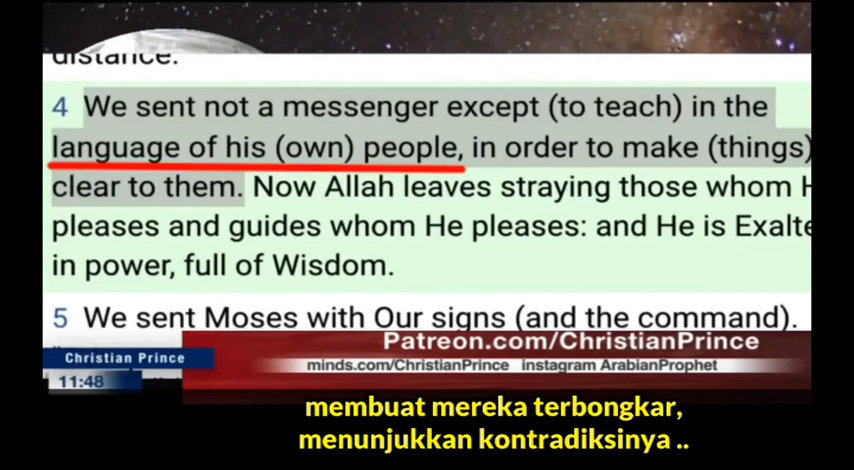 distance.
4 We sent not a messenger except (to teach) in the
language of his (own) people, in order to make (things)
clear to them. Now Allah leaves straying those whom
pleases and guides whom He pleases: and He is
in power, full of Wisdom.
5 We sent Moses with Our signs (and the command).
Patreon.com/ChristianPrince
Christian Prince
minds.com/ChristianPrince instagram ArabianProphet
11:48
membuat mereka terbongkar,
menunjukkan kontradiksinya ..